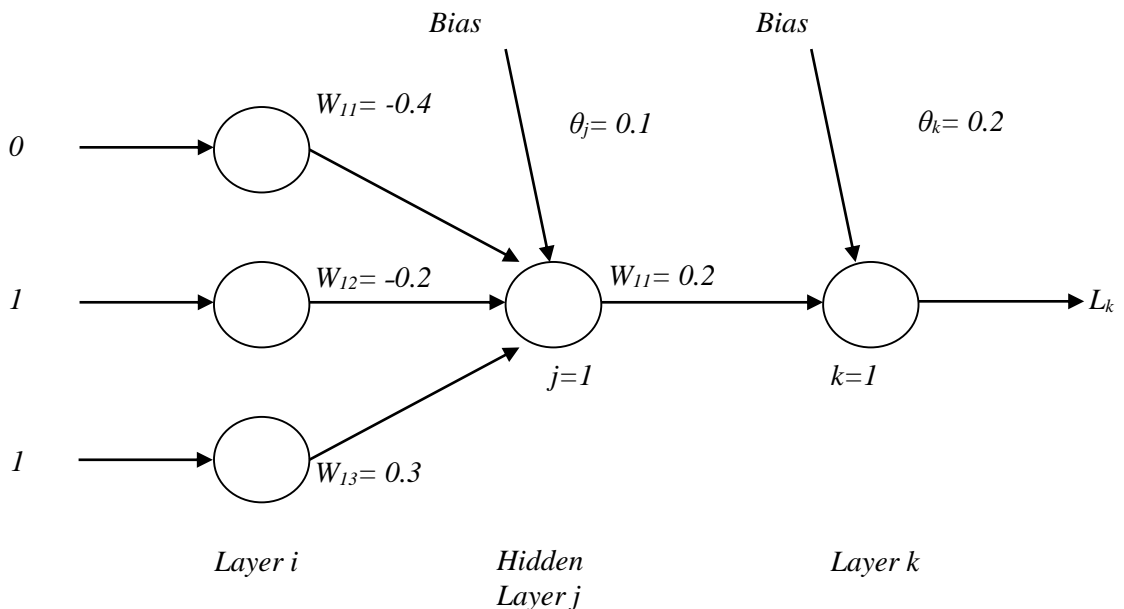 Bias
Bias
W11= -0.4
θj= 0.1
θk= 0.2
0
W12= -0.2
W11= 0.2
1
Lk
j=1
k=1
1
W13= 0.3
Layer i
Hidden
Layer j
Layer k